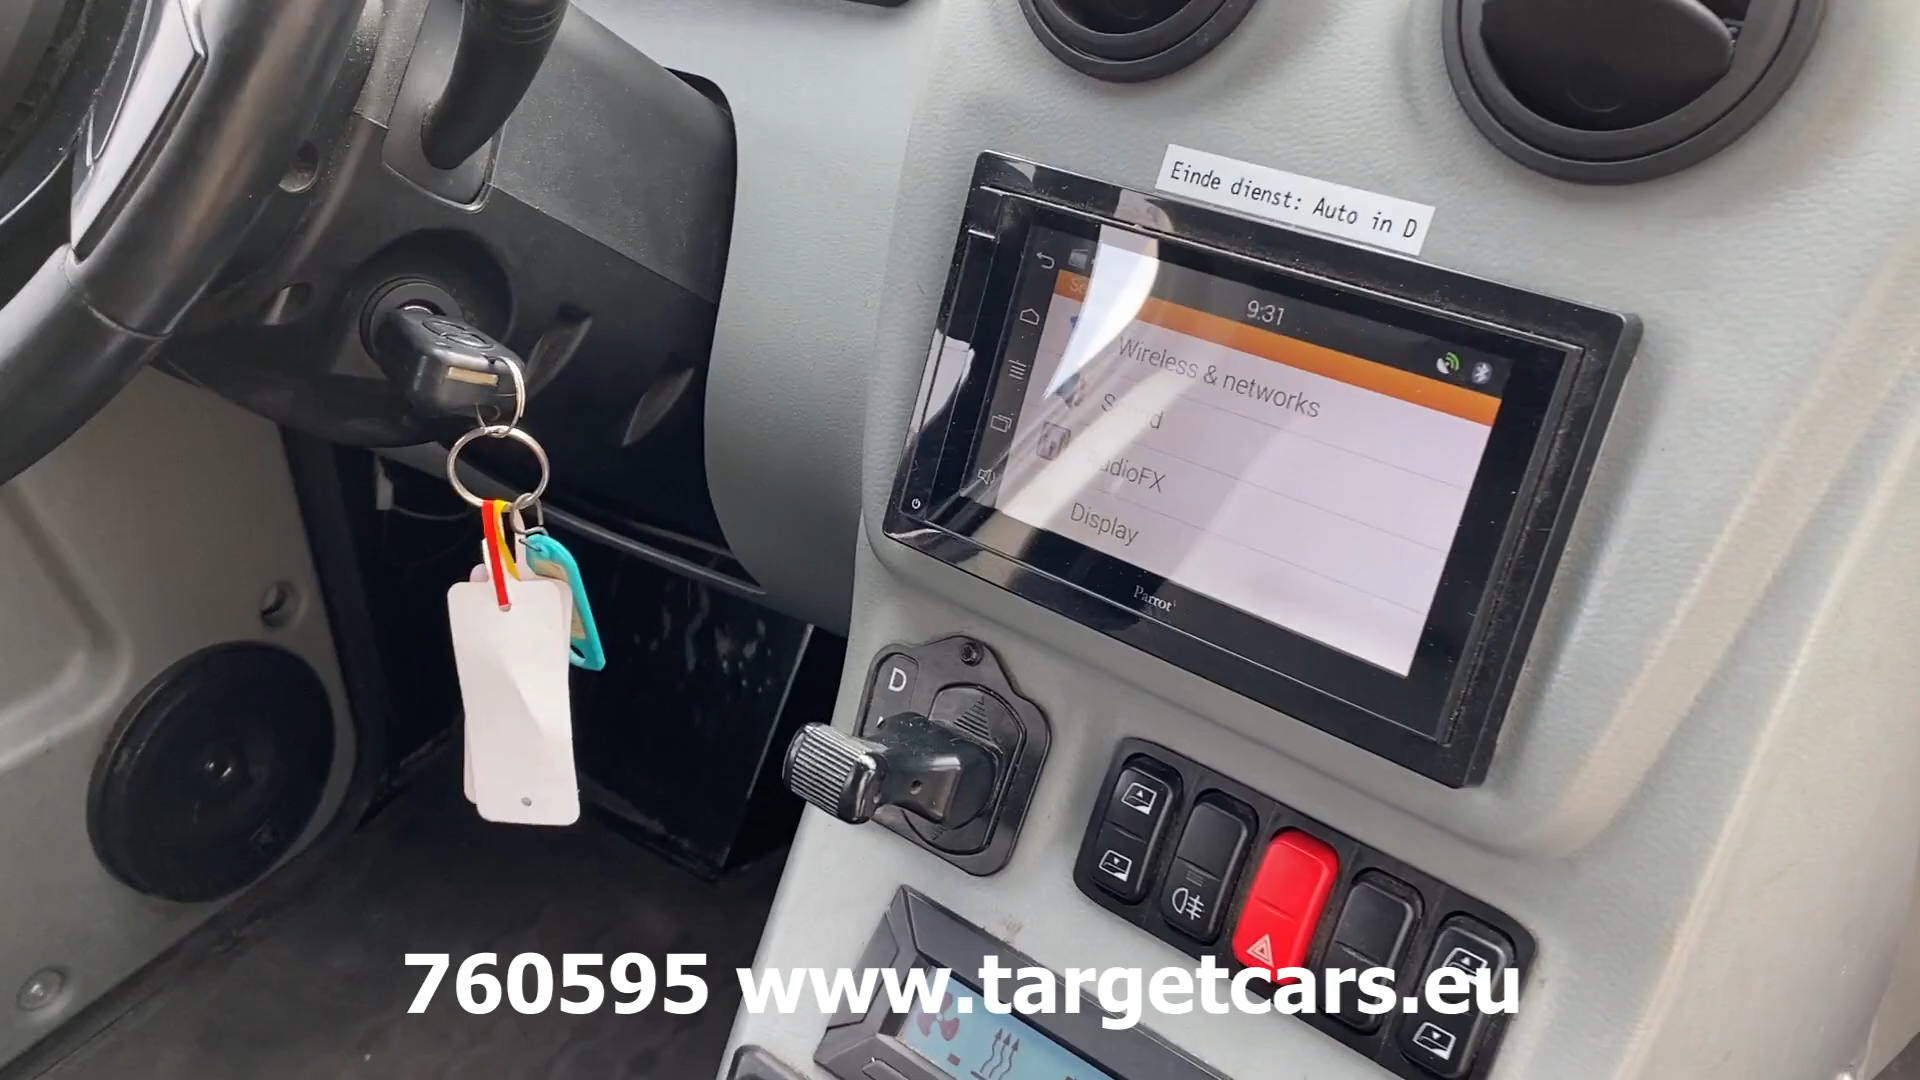 Einde dienst: Auto in D
9:31
Wireless & networks
Display
Parrot
D
760595 www.targetcars.eu